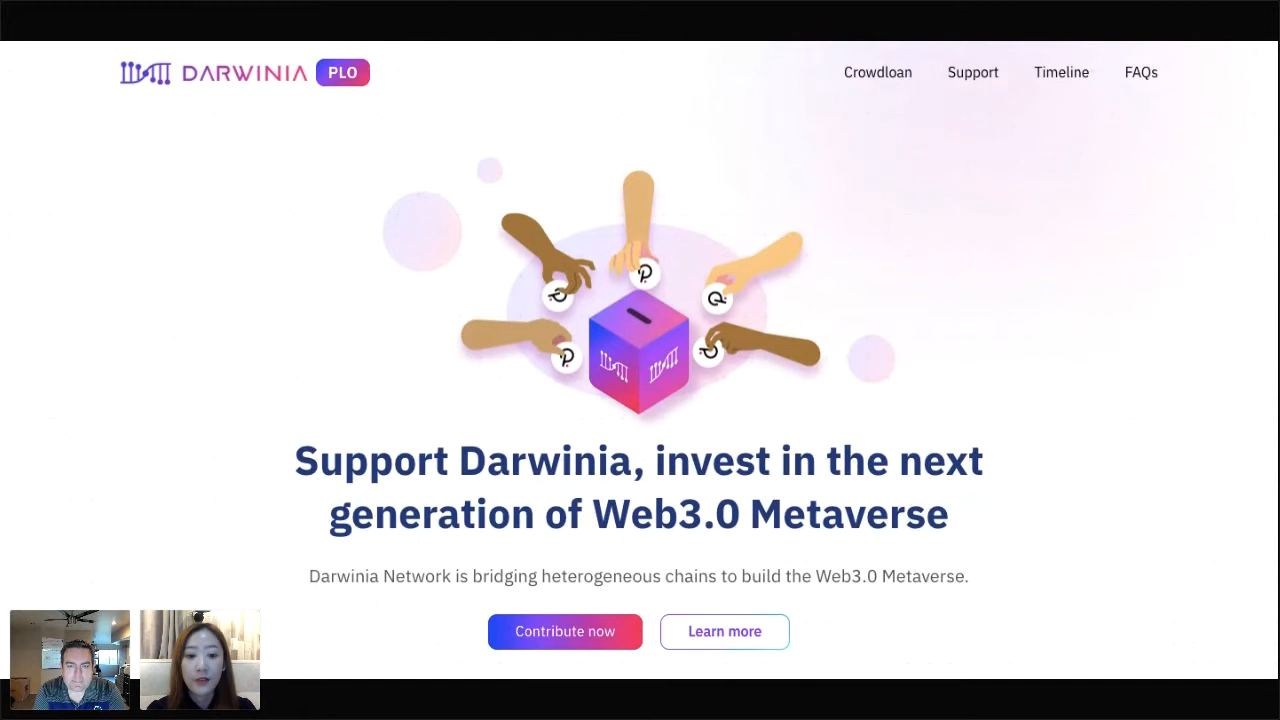 DARWINIA PLO
Crowdloan Support Timeline FAQs
Support Darwinia, invest in the next
generation of Web3.0 Metaverse
Darwinia Network is bridging heterogeneous chains to build the Web3.0 Metaverse.
Contribute now Learn more